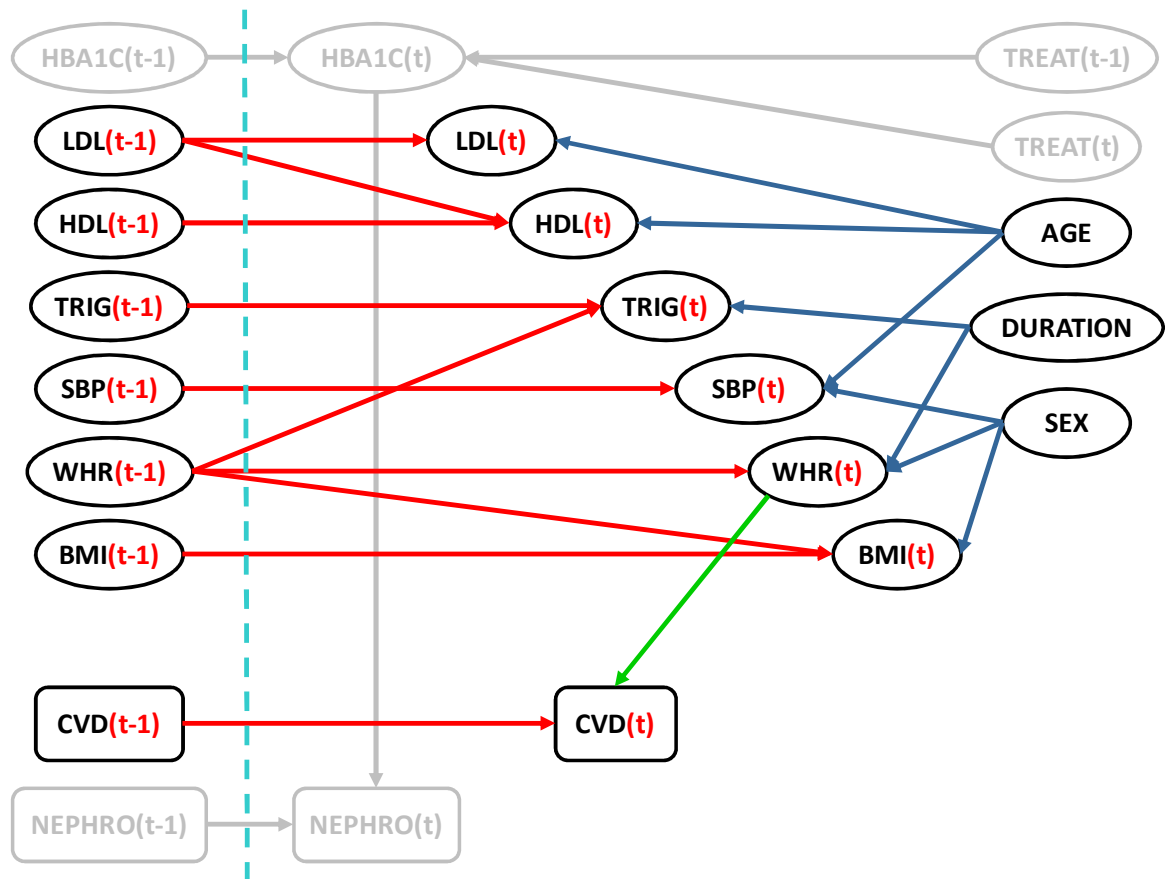 HBA1C(t-1) HBA1C(t) TREAT(t-1)
LDL(t-1) LDL(t) TREAT(t)
HDL(t-1) HDL(t) AGE
TRIG(t-1) TRIG(t) DURATION
SBP(t-1) SBP(t) SEX
WHR(t-1) WHR(t)
BMI(t-1) BMI(t)
CVD(t-1) CVD(t)
NEPHRO(t-1) NEPHRO(t)